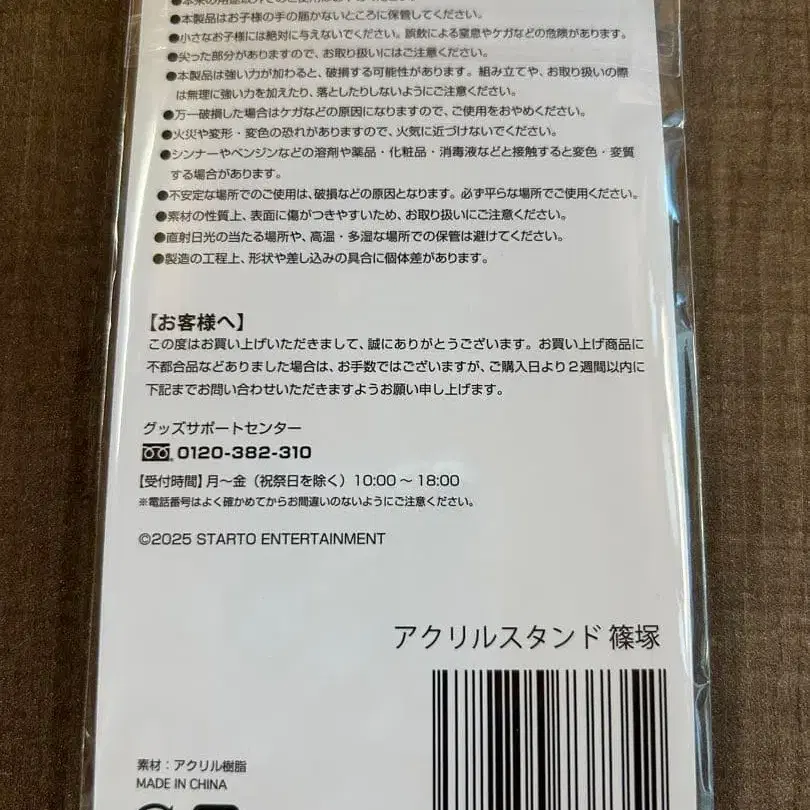 ●本製品はお子様の手の届かないところに保管してください。
●小さなお子様には絶対に与えないでください。誤飲による窒息やケガなどの危険があります。
●尖った部分がありますので、お取り扱いにはご注意ください。
●本製品は強い力が加わると、破損する可能性があります。組み立てや、お取り扱いの際
は無理に強い力を加えたり、落としたりしないようにご注意ください。
●万一破損した場合はケガなどの原因になりますので、ご使用をおやめください。
●火災や変形・変色の恐れがありますので、火気に近づけないでください。
●シンナーやベンジンなどの溶剤や薬品・化粧品・消毒液などと接触すると変色・変質
する場合があります。
●不安定な場所でのご使用は、破損などの原因となります。必ず平らな場所でご使用ください。
●素材の性質上、表面に傷がつきやすいため、お取り扱いにご注意ください。
●直射日光の当たる場所や、高温・多湿な場所での保管は避けてください。
●製造の工程上、形状や差し込みの具合に個体差があります。
【お客様へ】
この度はお買い上げいただきまして、誠にありがとうございます。お買い上げ商品に
不都合品などありました場合は、お手数ではございますが、ご購入日より2週間以内に
下記までお問い合わせいただきますようお願い申し上げます。
グッズサポートセンター
0120-382-310
【受付時間】月～金（祝祭日を除く）10:00～18:00
※電話番号はよく確かめてからお間違いのないようにご注意ください。
©2025 STARTO ENTERTAINMENT
アクリルスタンド 篠塚
素材：アクリル樹脂
MADE IN CHINA